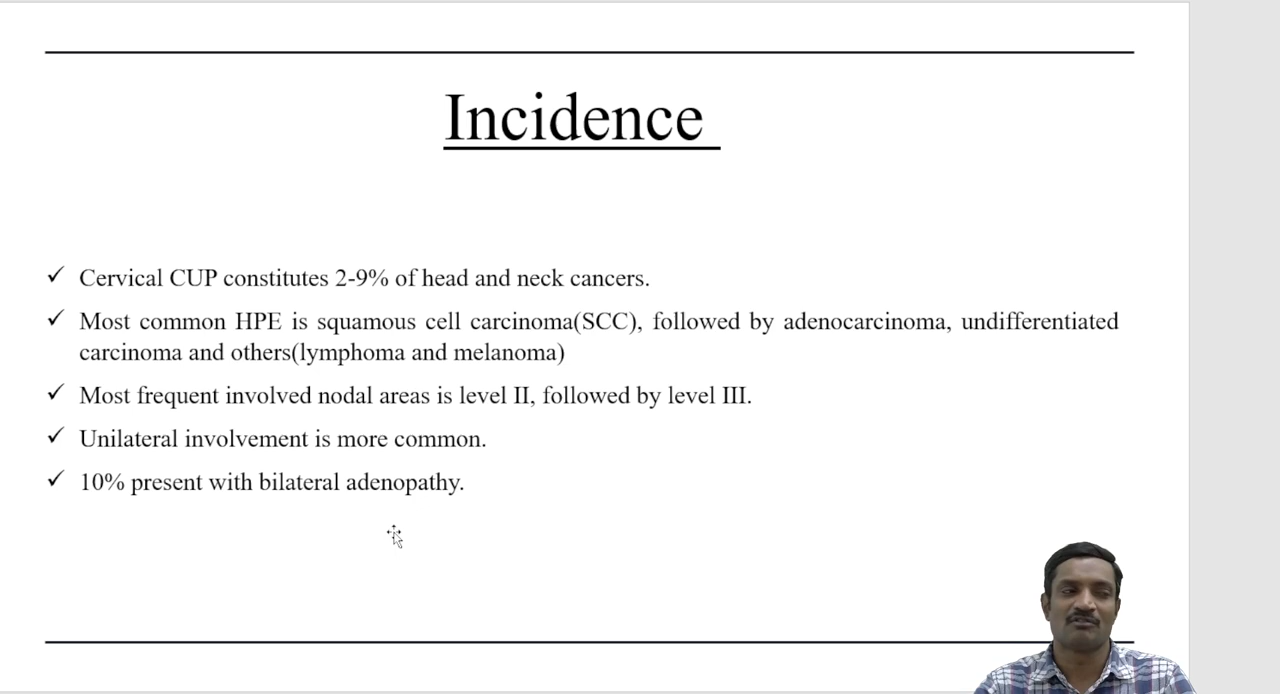 Incidence
✓ Cervical CUP constitutes 2-9% of head and neck cancers.
✓ Most common HPE is squamous cell carcinoma(SCC), followed by adenocarcinoma, undifferentiated
carcinoma and others(lymphoma and melanoma)
✓ Most frequent involved nodal areas is level II, followed by level III.
✓ Unilateral involvement is more common.
✓ 10% present with bilateral adenopathy.